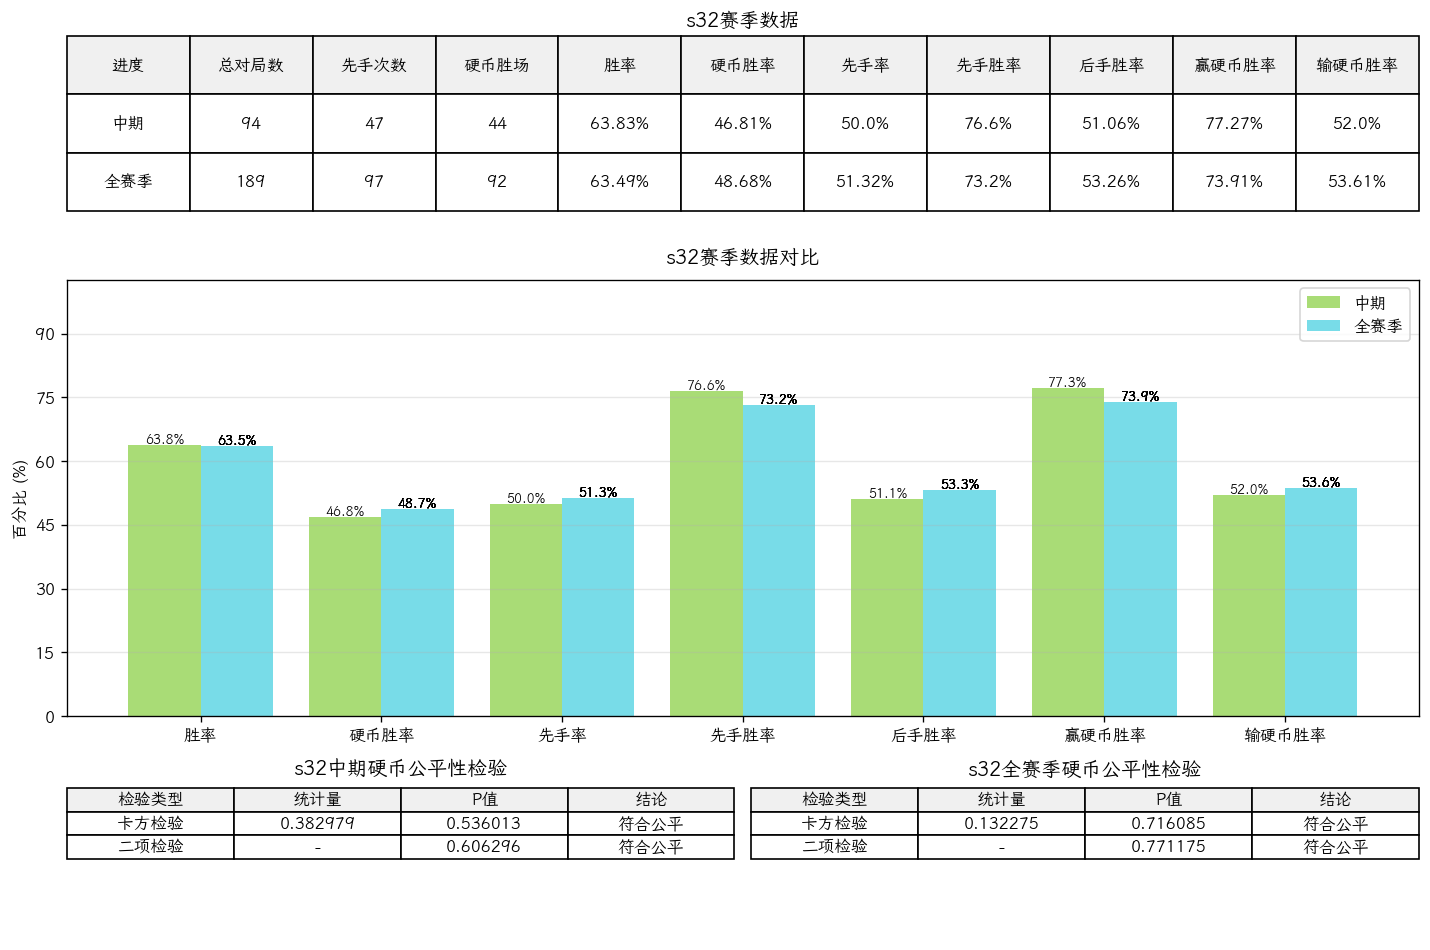 s32赛季数据
进度 总对局数 先手次数 硬币胜场 胜率 硬币胜率 先手率 先手胜率 后手胜率 赢硬币胜率 输硬币胜率
中期 94 47 44 63.83% 46.81% 50.0% 76.6% 51.06% 77.27% 52.0%
全赛季 189 97 92 63.49% 48.68% 51.32% 73.2% 53.26% 73.91% 53.61%
s32赛季数据对比
中期
全赛季
百分比 (%)
90
75
60
45
30
15
0
63.8% 63.5% 46.8% 48.7% 50.0% 51.3% 76.6% 73.2% 51.1% 53.3% 77.3% 73.9% 52.0% 53.6%
胜率 硬币胜率 先手率 先手胜率 后手胜率 赢硬币胜率 输硬币胜率
s32中期硬币公平性检验
检验类型 统计量 P值 结论
卡方检验 0.382979 0.536013 符合公平
二项检验 - 0.606296 符合公平
s32全赛季硬币公平性检验
检验类型 统计量 P值 结论
卡方检验 0.132275 0.716085 符合公平
二项检验 - 0.771175 符合公平